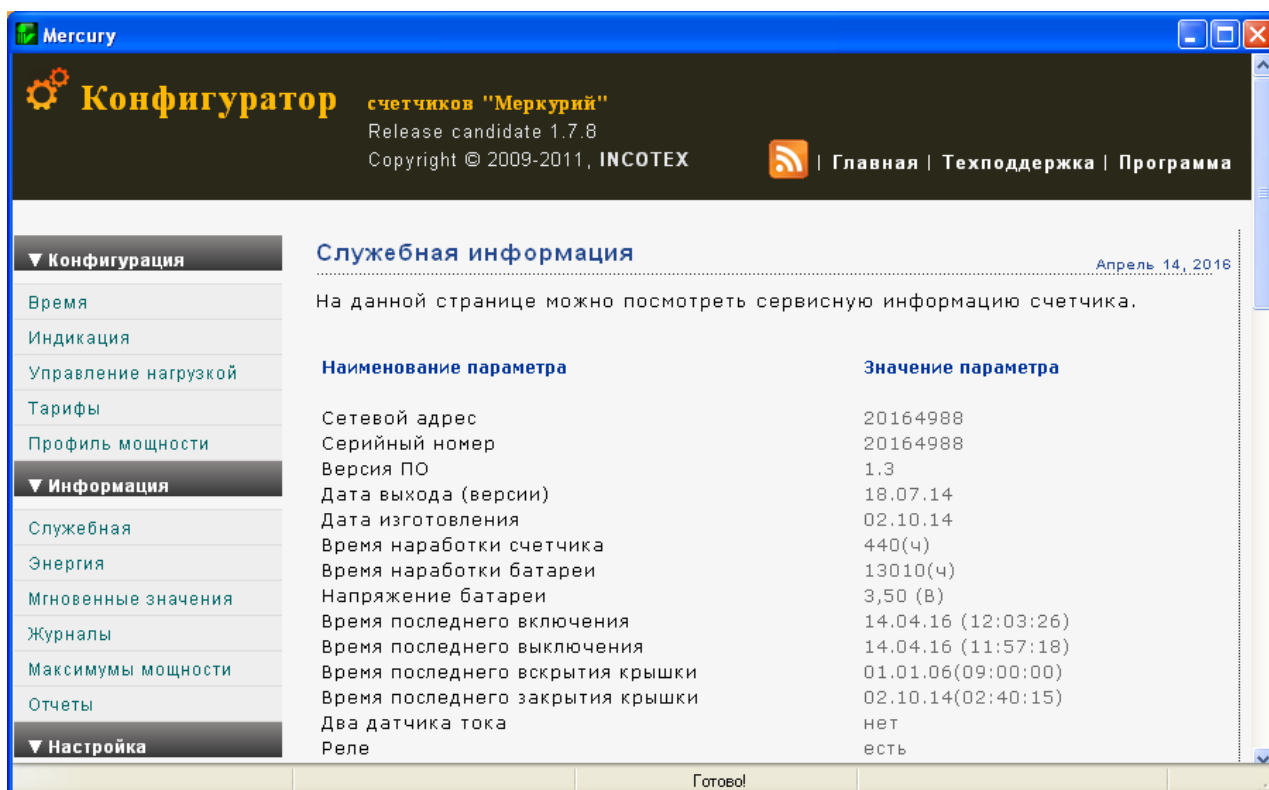 Mercury
Конфигуратор счетчиков "Меркурий"
Release candidate 1.7.8
Copyright © 2009-2011, INCOTEX
| Главная | Техподдержка | Программа
▼ Конфигурация
Время
Индикация
Управление нагрузкой
Тарифы
Профиль мощности
▼ Информация
Служебная
Энергия
Мгновенные значения
Журналы
Максимумы мощности
Отчеты
▼ Настройка
Служебная информация
Апрель 14, 2016
На данной странице можно посмотреть сервисную информацию счетчика.
Наименование параметра Значение параметра
Сетевой адрес 20164988
Серийный номер 20164988
Версия ПО 1.3
Дата выхода (версии) 18.07.14
Дата изготовления 02.10.14
Время наработки счетчика 440(ч)
Время наработки батареи 13010(ч)
Напряжение батареи 3,50 (В)
Время последнего включения 14.04.16 (12:03:26)
Время последнего выключения 14.04.16 (11:57:18)
Время последнего вскрытия крышки 01.01.06(09:00:00)
Время последнего закрытия крышки 02.10.14(02:40:15)
Два датчика тока нет
Реле есть
Готово!